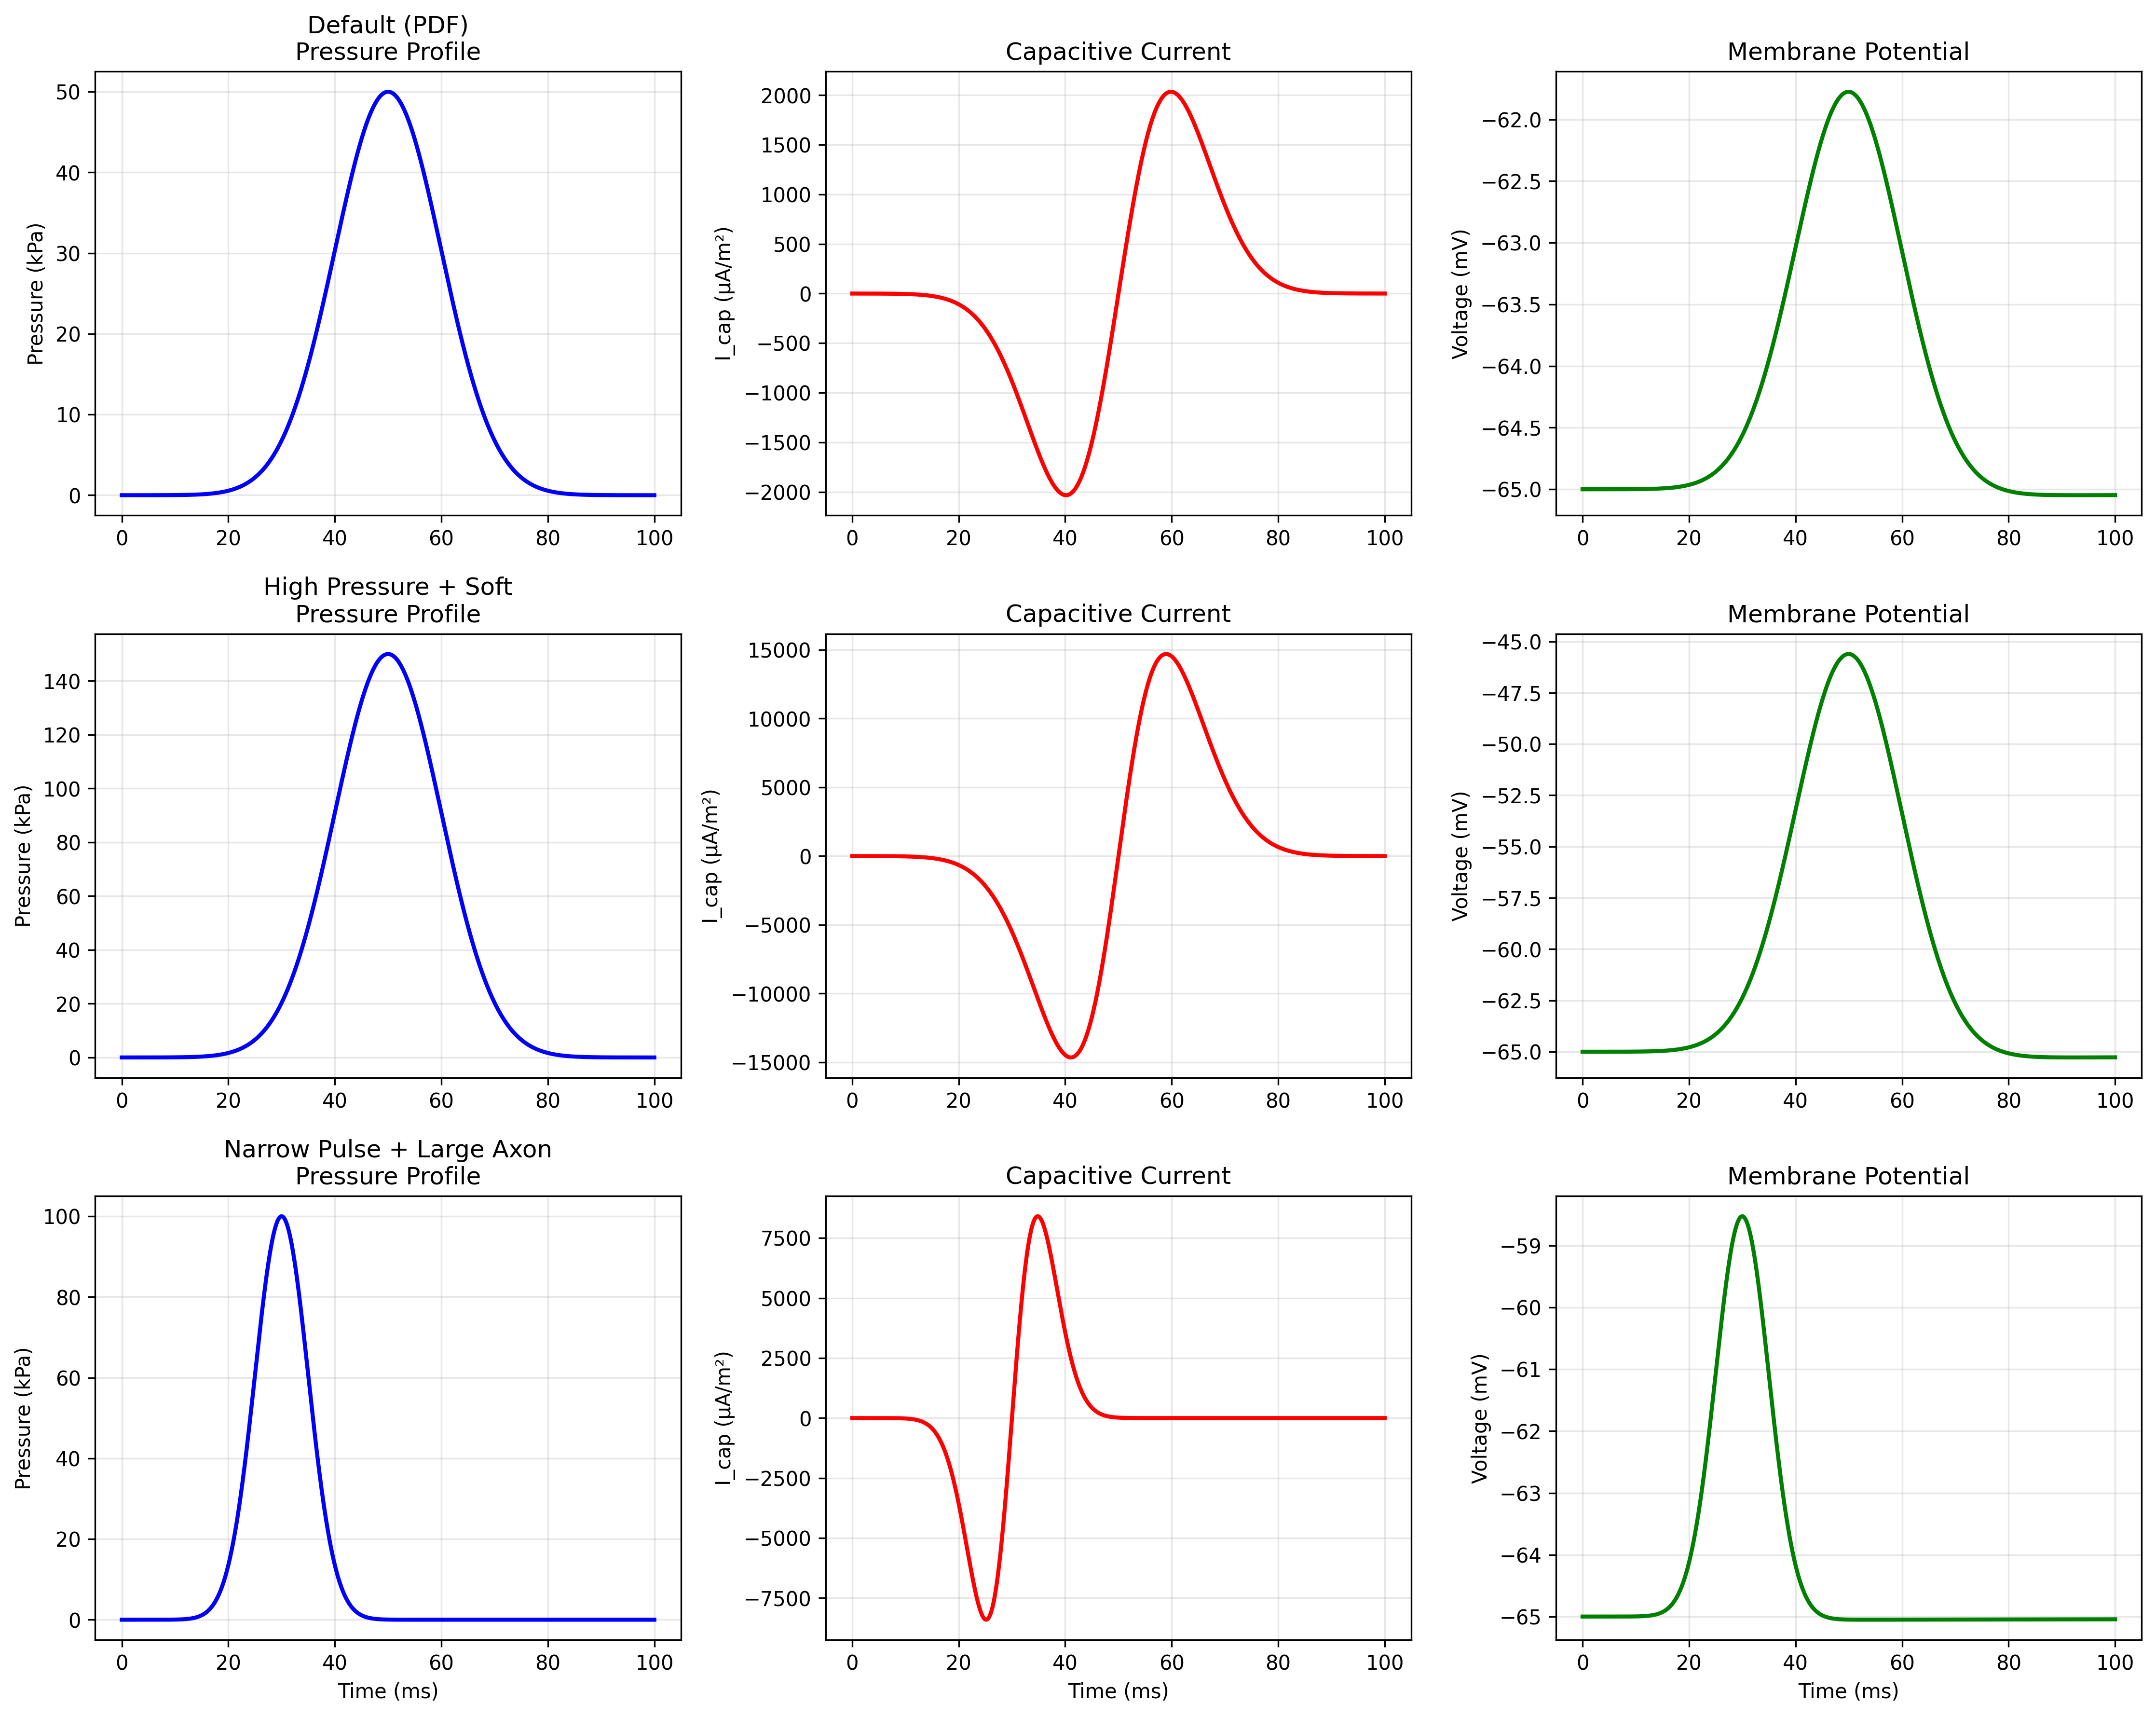 Default (PDF)
Pressure Profile
Capacitive Current
Membrane Potential
Pressure (kPa)
50
40
30
20
10
0
0 20 40 60 80 100
I_cap (μA/m²)
2000
1500
1000
500
0
−500
−1000
−1500
−2000
0 20 40 60 80 100
Voltage (mV)
−62.0
−62.5
−63.0
−63.5
−64.0
−64.5
−65.0
0 20 40 60 80 100
High Pressure + Soft
Pressure Profile
Capacitive Current
Membrane Potential
Pressure (kPa)
140
120
100
80
60
40
20
0
0 20 40 60 80 100
I_cap (μA/m²)
15000
10000
5000
0
−5000
−10000
−15000
0 20 40 60 80 100
Voltage (mV)
−45.0
−47.5
−50.0
−52.5
−55.0
−57.5
−60.0
−62.5
−65.0
0 20 40 60 80 100
Narrow Pulse + Large Axon
Pressure Profile
Capacitive Current
Membrane Potential
Pressure (kPa)
100
80
60
40
20
0
0 20 40 60 80 100
Time (ms)
I_cap (μA/m²)
7500
5000
2500
0
−2500
−5000
−7500
0 20 40 60 80 100
Time (ms)
Voltage (mV)
−59
−60
−61
−62
−63
−64
−65
0 20 40 60 80 100
Time (ms)